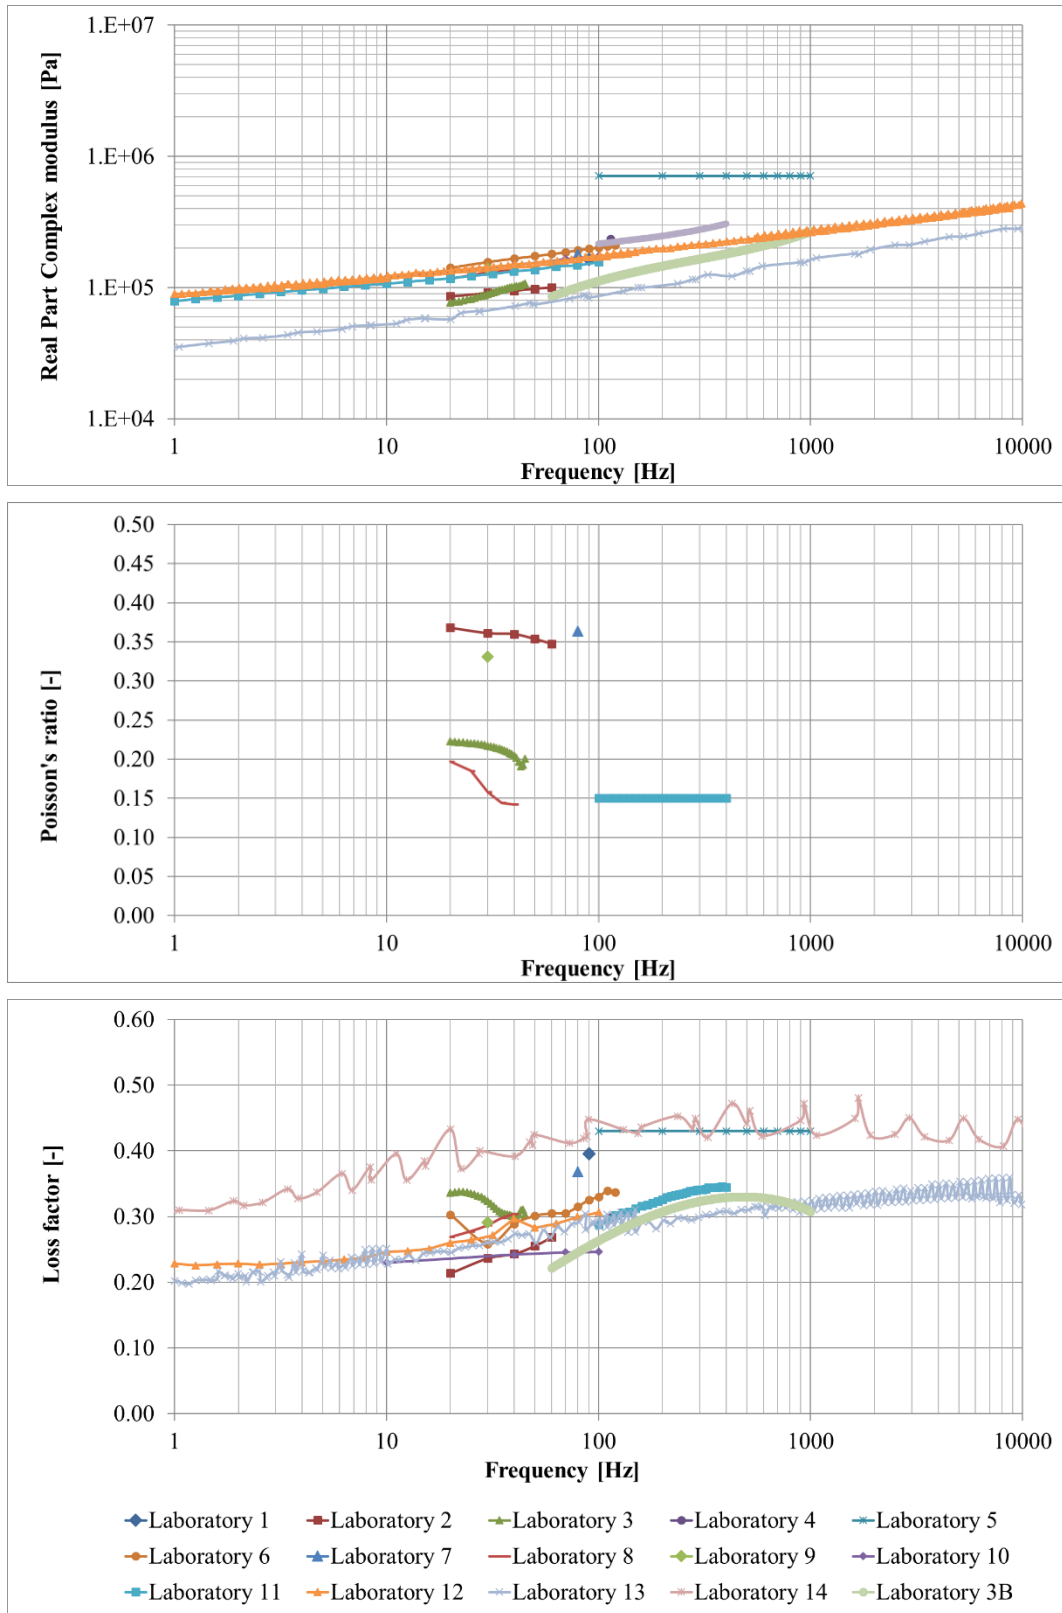 1.E+07
1.E+06
1.E+05
1.E+04
Real Part Complex modulus [Pa]
1 10 100 1000 10000
Frequency [Hz]
0.50
0.45
0.40
0.35
0.30
0.25
0.20
0.15
0.10
0.05
0.00
Poisson's ratio [-]
1 10 100 1000 10000
Frequency [Hz]
0.60
0.50
0.40
0.30
0.20
0.10
0.00
Loss factor [-]
1 10 100 1000 10000
Frequency [Hz]
Laboratory 1 Laboratory 2 Laboratory 3 Laboratory 4 Laboratory 5
Laboratory 6 Laboratory 7 Laboratory 8 Laboratory 9 Laboratory 10
Laboratory 11 Laboratory 12 Laboratory 13 Laboratory 14 Laboratory 3B